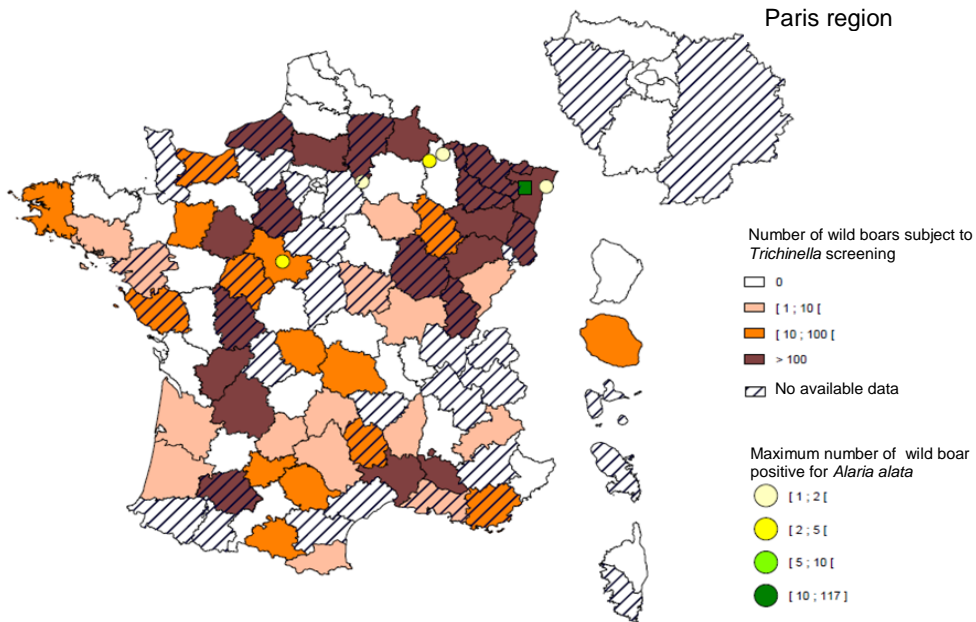 Paris region
Number of wild boars subject to
Trichinella screening
0
[ 1 ; 10 [
[ 10 ; 100 [
> 100
No available data
Maximum number of wild boar
positive for Alaria alata
[ 1 ; 2 [
[ 2 ; 5 [
[ 5 ; 10 [
[ 10 ; 117 ]